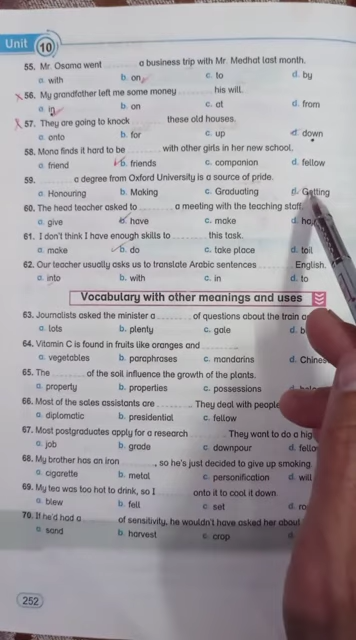 Unit 10
55. Mr. Osama went ........ a business trip with Mr. Medhat last month.
a. with b. on c. to d. by
56. My grandfather left me some money ........ his will.
a. in b. on c. at d. from
57. They are going to knock ........ these old houses.
a. onto b. for c. up d. down
58. Mona finds it hard to be ........ with other girls in her new school.
a. friend b. friends c. companion d. fellow
59. ........ a degree from Oxford University is a source of pride.
a. Honouring b. Making c. Graduating d. Getting
60. The head teacher asked to ........ a meeting with the teaching staff.
a. give b. have c. make d.
61. I don't think I have enough skills to ........ this task.
a. make b. do c. take place d. toil
62. Our teacher usually asks us to translate Arabic sentences ........ English.
a. into b. with c. in d. to
Vocabulary with other meanings and uses
63. Journalists asked the minister a ........ of questions about the train
a. lots b. plenty c. gale d.
64. Vitamin C is found in fruits like oranges and ........
a. vegetables b. paraphrases c. mandarins d.
65. The ........ of the soil influence the growth of the plants.
a. property b. properties c. possessions
66. Most of the sales assistants are ........ They deal with people
a. diplomatic b. presidential c. fellow
67. Most postgraduates apply for a research ........ They want to do a
a. job b. grade c. downpour d.
68. My brother has an iron ........, so he's just decided to give up smoking.
a. cigarette b. metal c. personification d. will
69. My tea was too hot to drink, so I ........ onto it to cool it down.
a. blew b. fell c. set d.
70. If he'd had a ........ of sensitivity, he wouldn't have asked her about
a. sand b. harvest c. crop d.
252